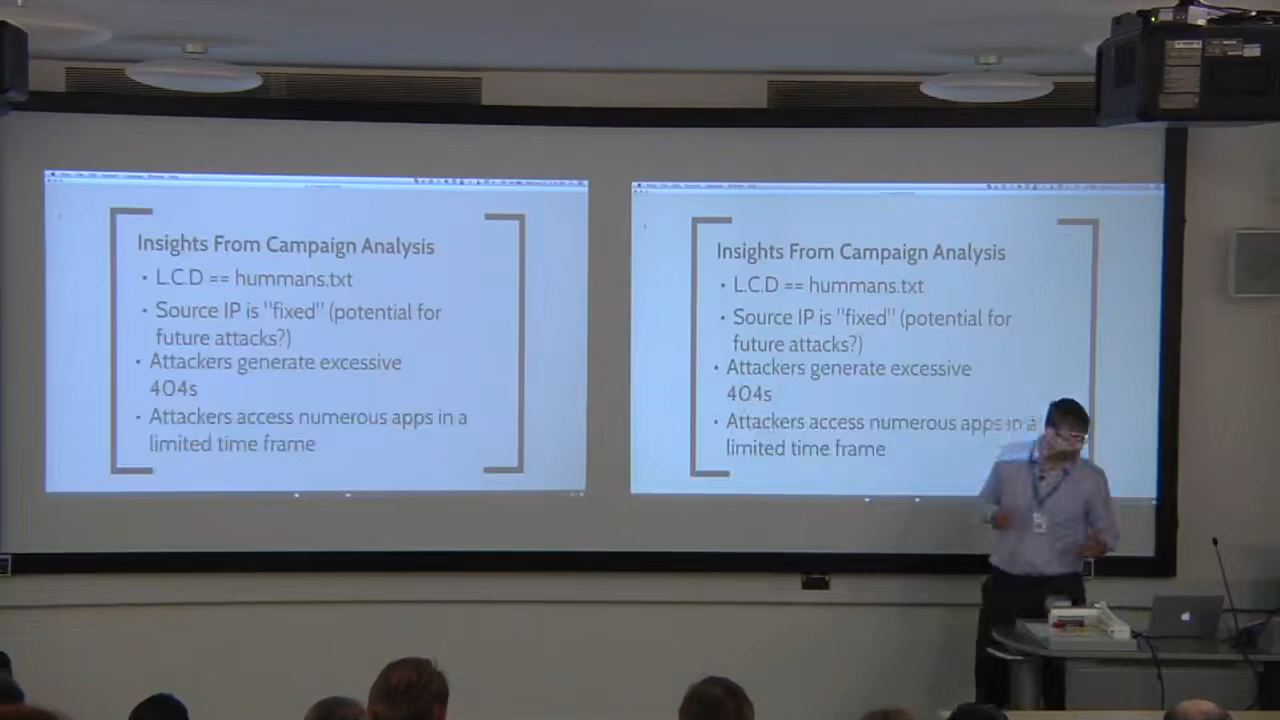 Insights From Campaign Analysis
• L.C.D == hummans.txt
• Source IP is "fixed" (potential for
future attacks?)
• Attackers generate excessive
404s
• Attackers access numerous apps in a
limited time frame
Insights From Campaign Analysis
• L.C.D == hummans.txt
• Source IP is "fixed" (potential for
future attacks?)
• Attackers generate excessive
404s
• Attackers access numerous apps in a
limited time frame